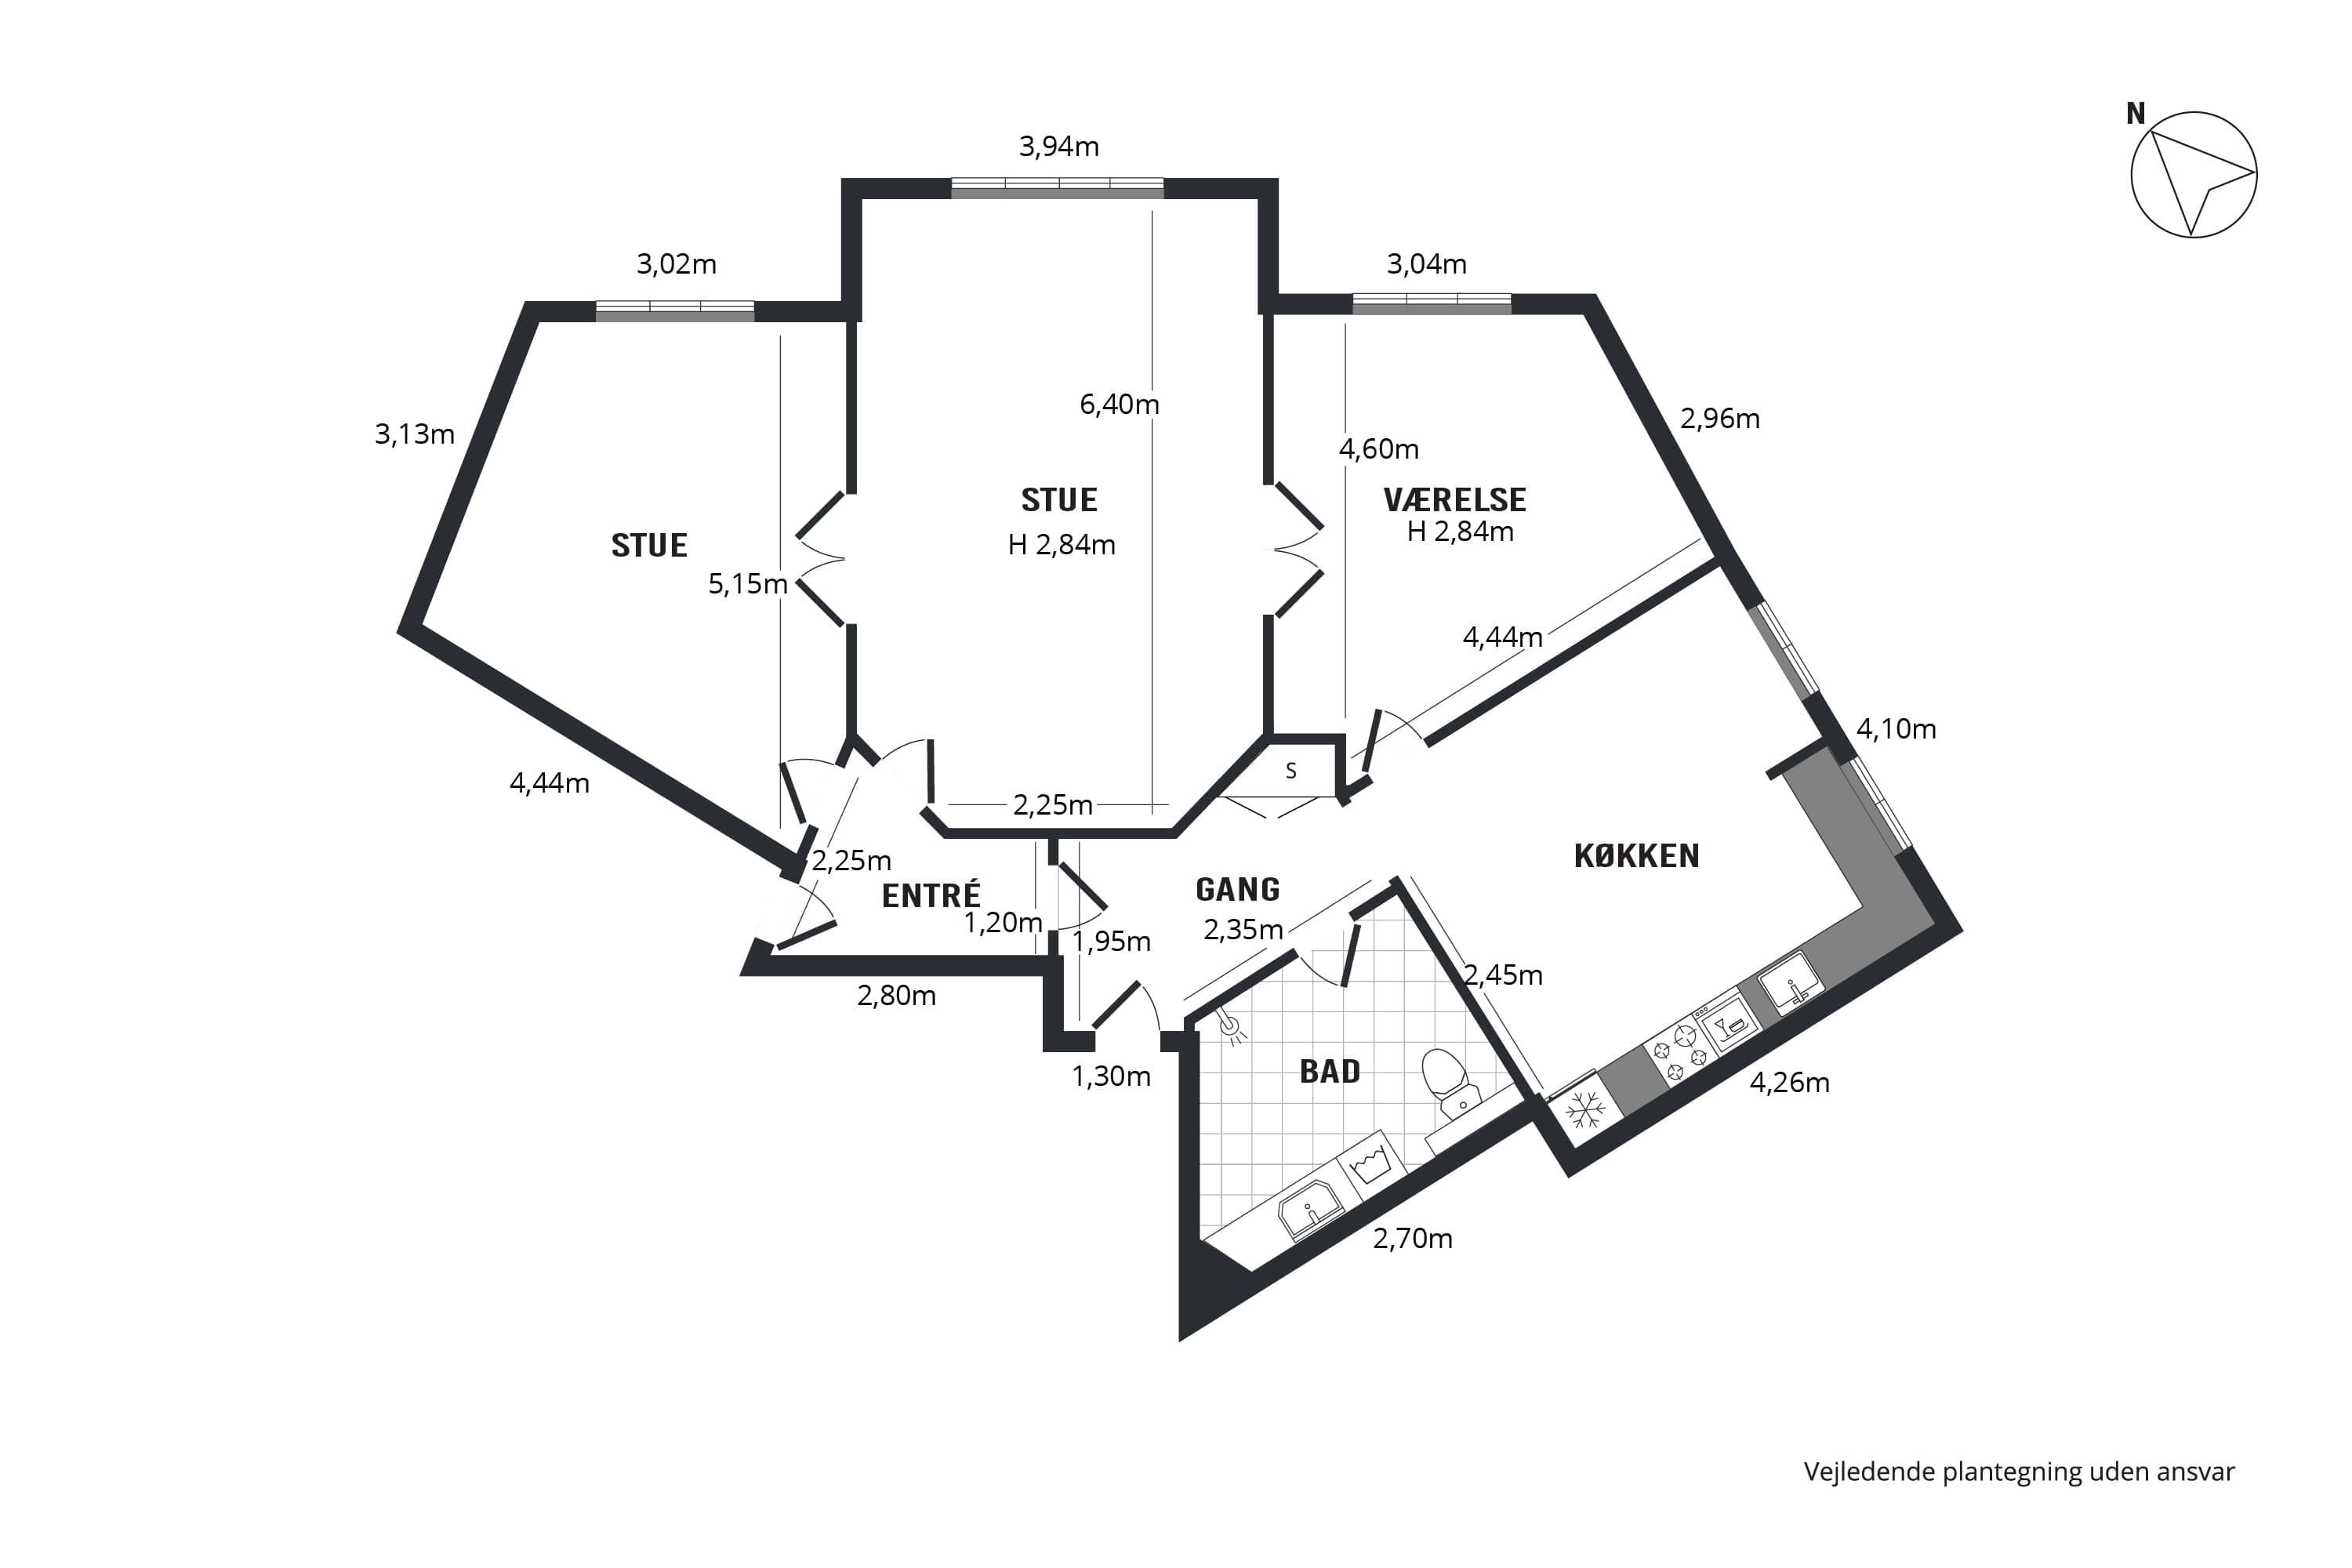 N
3,94m
3,02m
3,04m
6,40m
2,96m
3,13m
4,60m
STUE
H 2,84m
VÆRELSE
H 2,84m
STUE
5,15m
4,44m
4,10m
S
4,44m
2,25m
KØKKEN
2,25m
ENTRÉ
GANG
1,20m
2,35m
1,95m
2,45m
2,80m
BAD
1,30m
4,26m
2,70m
Vejledende plantegning uden ansvar